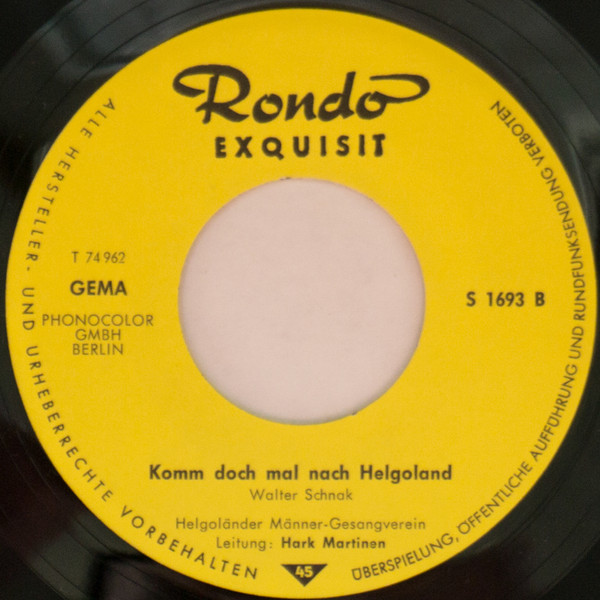 Rondo
EXQUISIT
T 74 962
GEMA
PHONOCOLOR
GMBH
BERLIN
S 1693 B
Komm doch mal nach Helgoland
Walter Schnak
Helgoländer Männer-Gesangverein
Leitung: Hark Martinen
45
ALLE HERSTELLER- UND URHEBERRECHTE VORBEHALTEN
ÜBERSPIELUNG, ÖFFENTLICHE AUFFÜHRUNG UND RUNDFUNKSENDUNG VERBOTEN